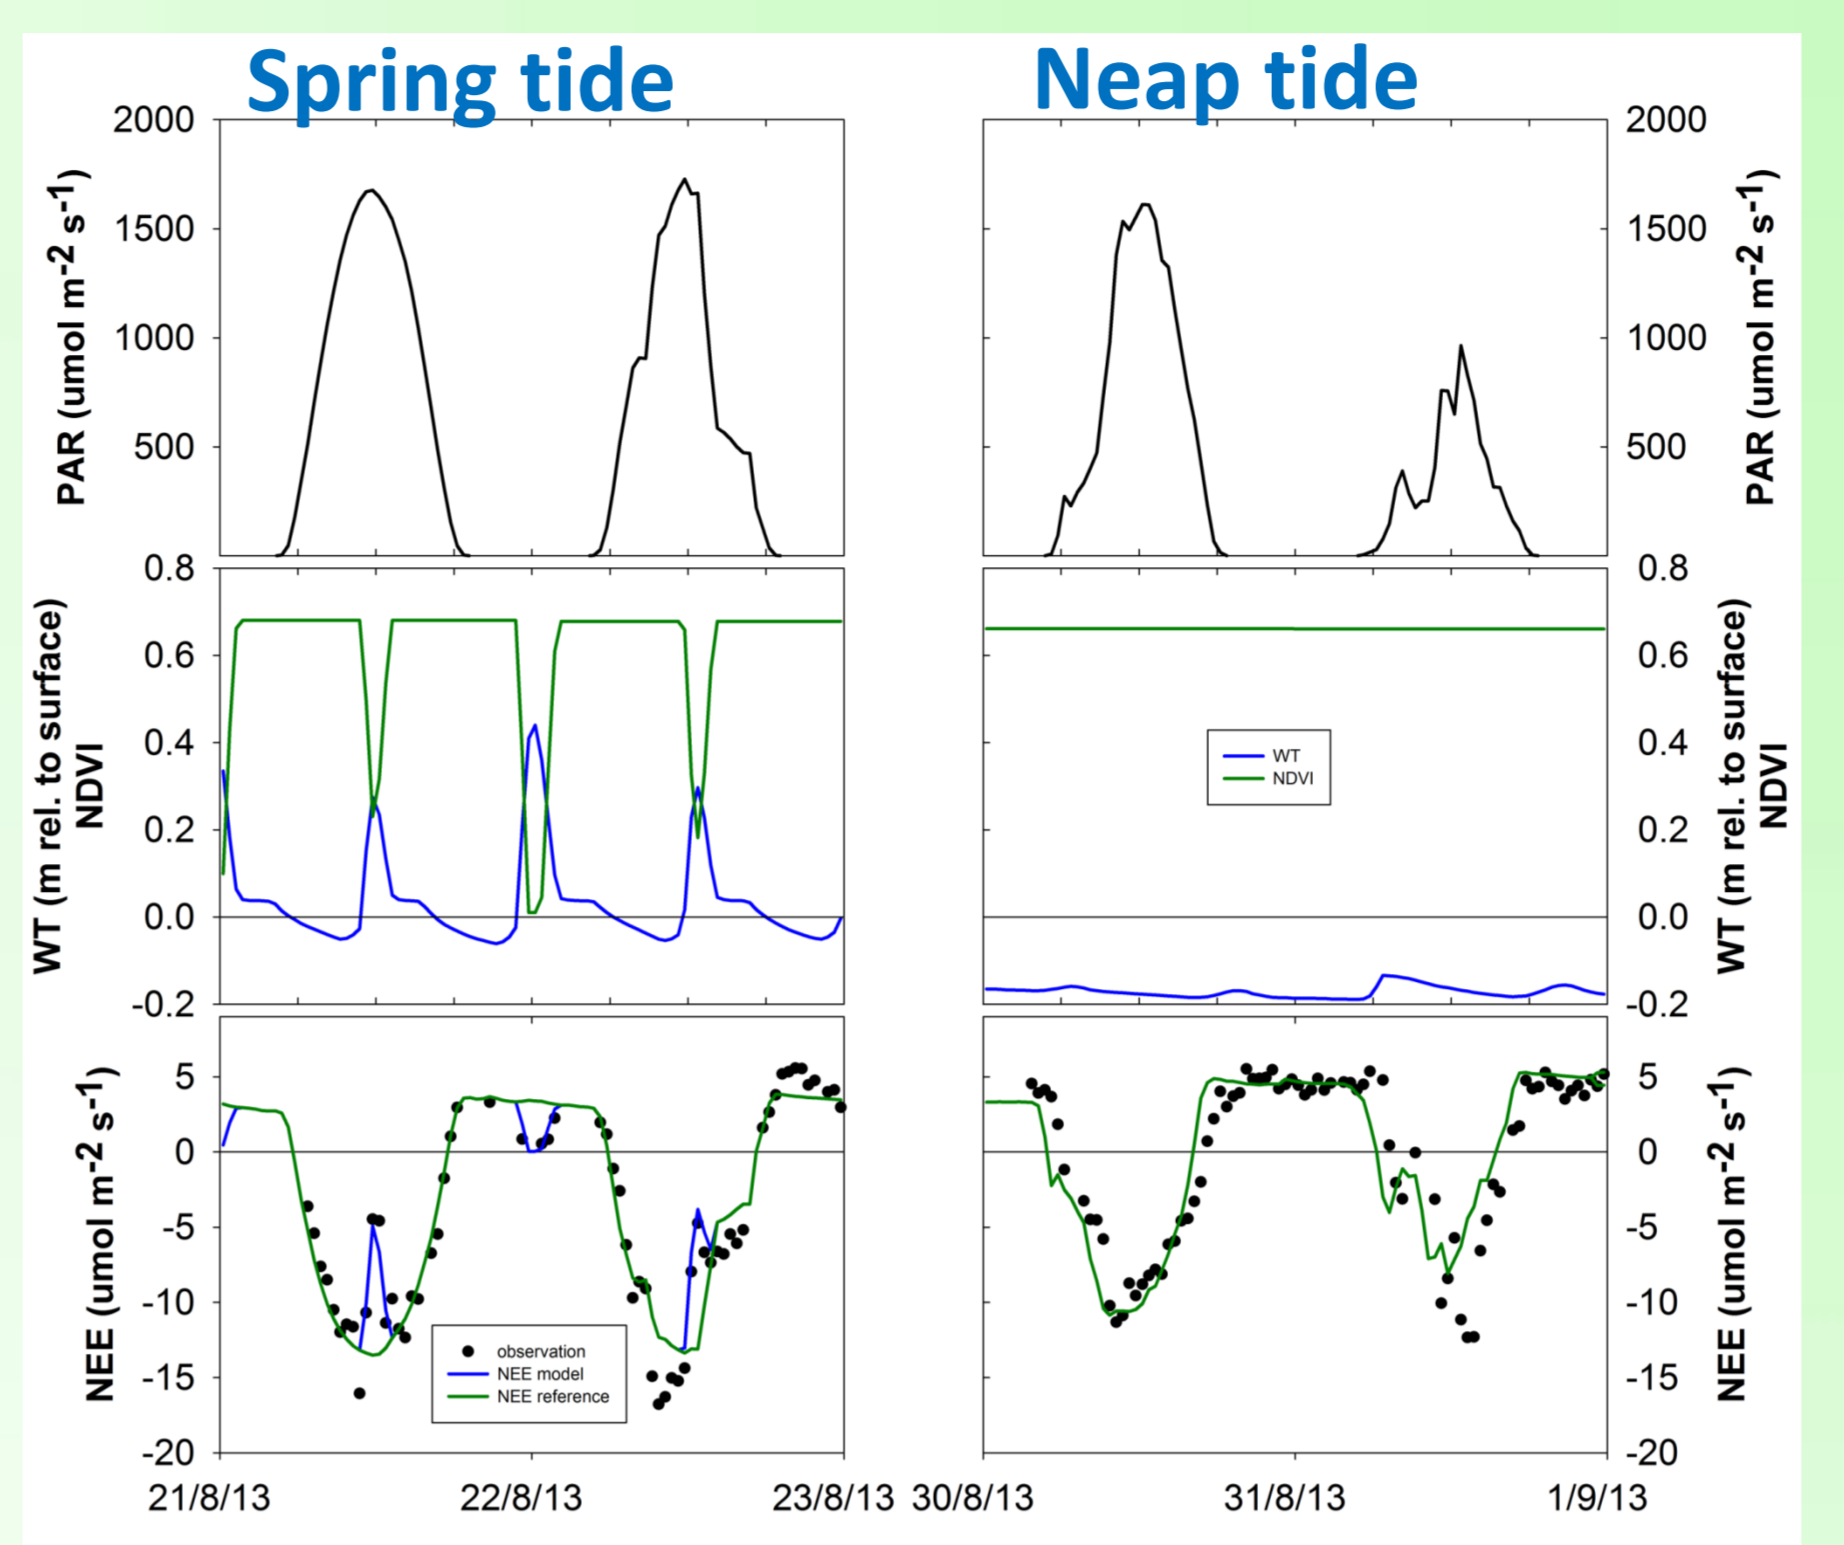 Spring tide
Neap tide
PAR (umol m-2 s-1)
2000
1500
1000
500
2000
1500
1000
500
PAR (umol m-2 s-1)
WT (m rel. to surface)
NDVI
0.8
0.6
0.4
0.2
0.0
-0.2
WT
NDVI
0.8
0.6
0.4
0.2
0.0
-0.2
WT (m rel. to surface)
NDVI
NEE (umol m-2 s-1)
5
0
-5
-10
-15
-20
observation
NEE model
NEE reference
5
0
-5
-10
-15
-20
NEE (umol m-2 s-1)
21/8/13
22/8/13
23/8/13
30/8/13
31/8/13
1/9/13